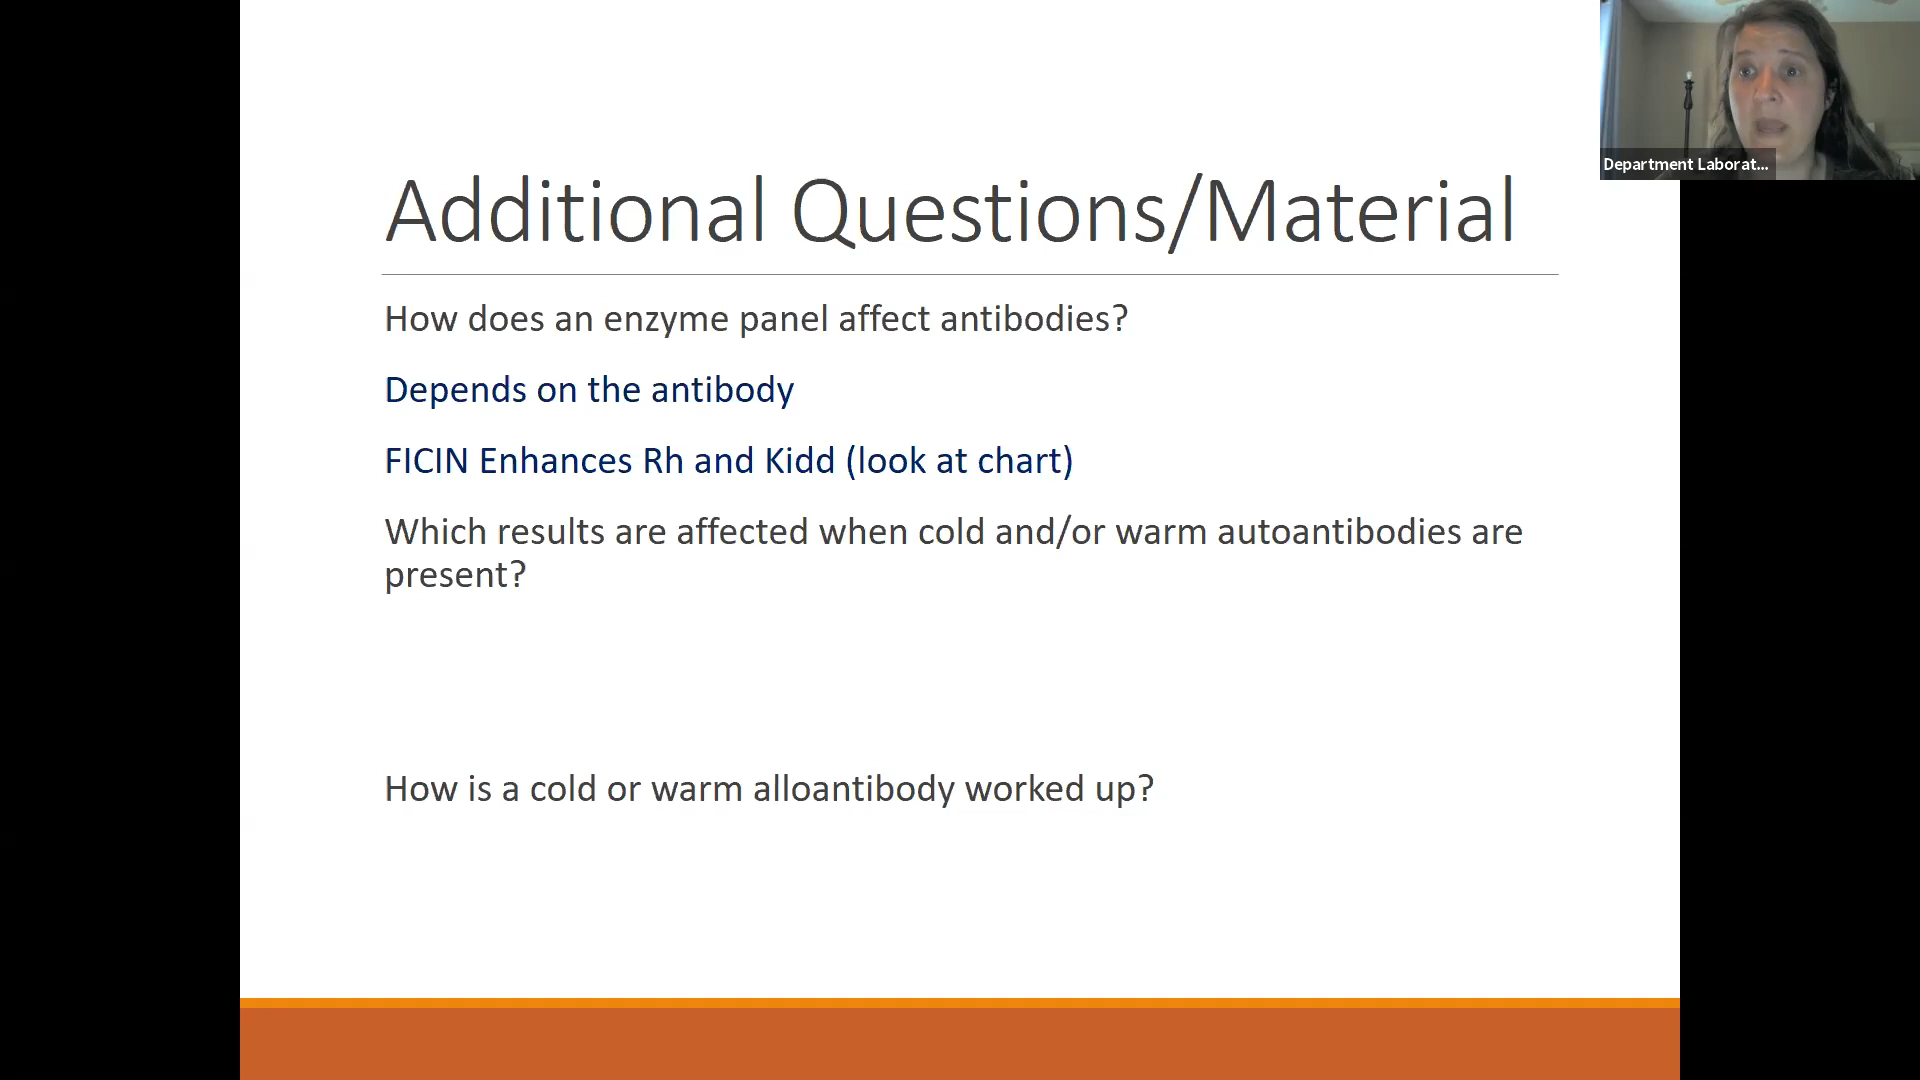 Department Laborat...
Additional Questions/Material
How does an enzyme panel affect antibodies?
Depends on the antibody
FICIN Enhances Rh and Kidd (look at chart)
Which results are affected when cold and/or warm autoantibodies are
present?
How is a cold or warm alloantibody worked up?